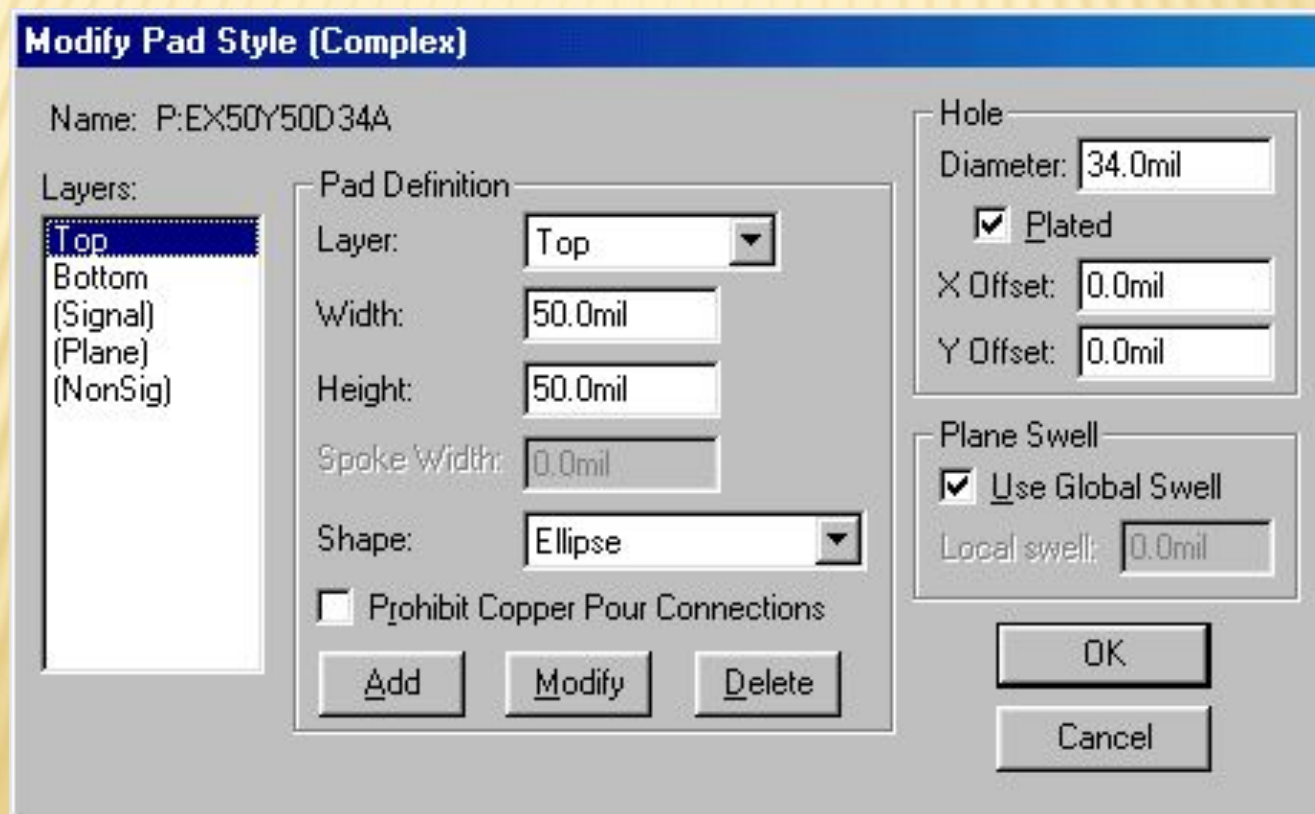 Modify Pad Style (Complex)
Name: P:EX50Y50D34A
Layers:
Top
Bottom
(Signal)
(Plane)
(NonSig)
Pad Definition
Layer: Top
Width: 50.0mil
Height: 50.0mil
Spoke Width: 0.0mil
Shape: Ellipse
Prohibit Copper Pour Connections
Add Modify Delete
Hole
Diameter: 34.0mil
Plated
X Offset: 0.0mil
Y Offset: 0.0mil
Plane Swell
Use Global Swell
Local swell: 0.0mil
OK
Cancel